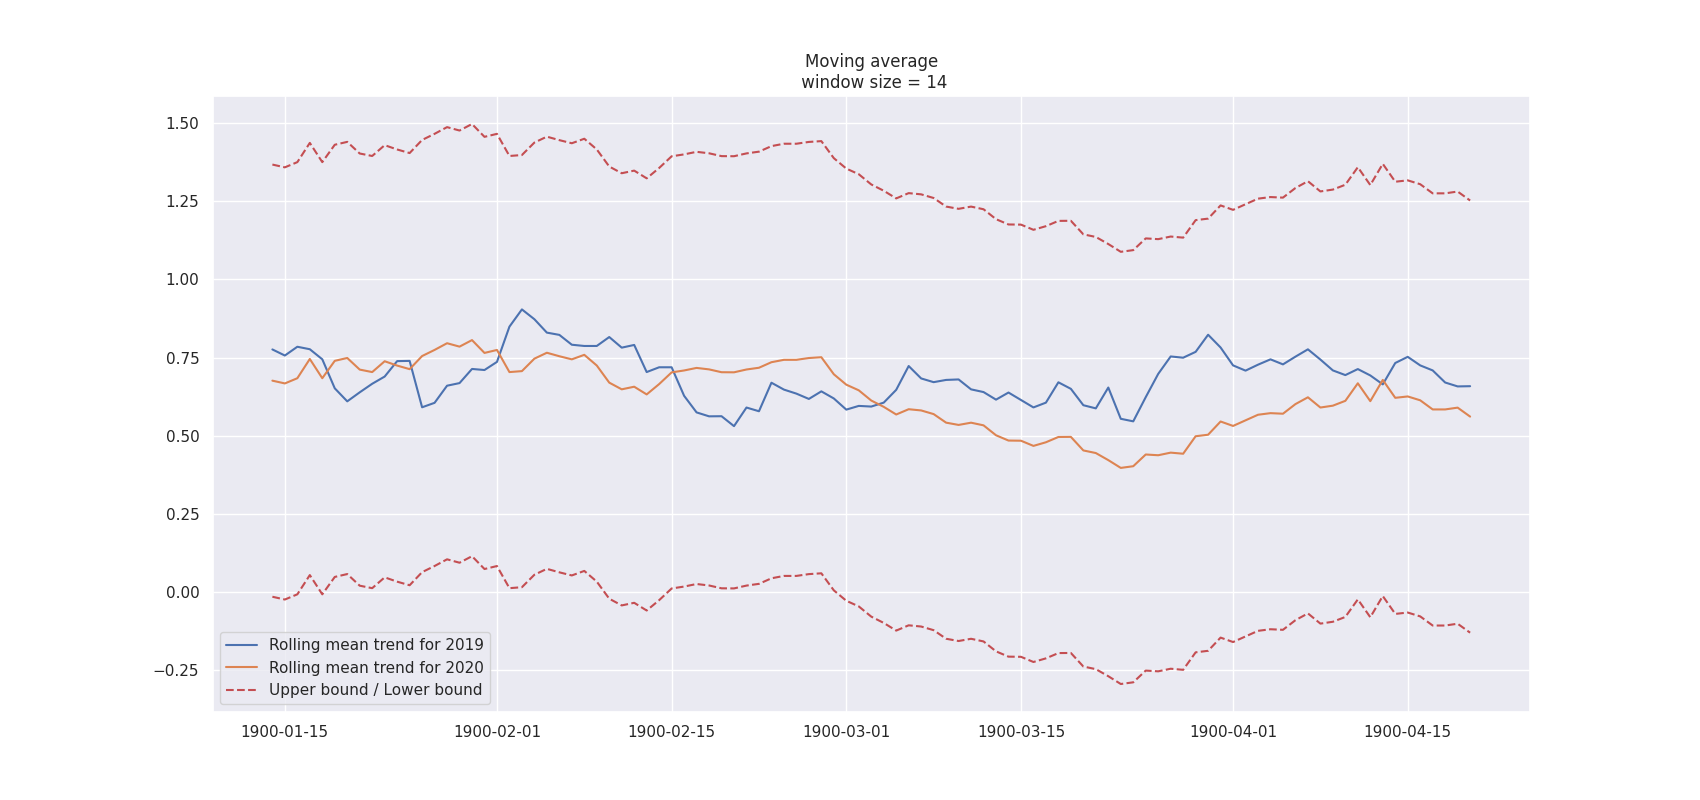 Moving average
window size = 14
1.50
1.25
1.00
0.75
0.50
0.25
0.00
−0.25
Rolling mean trend for 2019
Rolling mean trend for 2020
Upper bound / Lower bound
1900-01-15 1900-02-01 1900-02-15 1900-03-01 1900-03-15 1900-04-01 1900-04-15